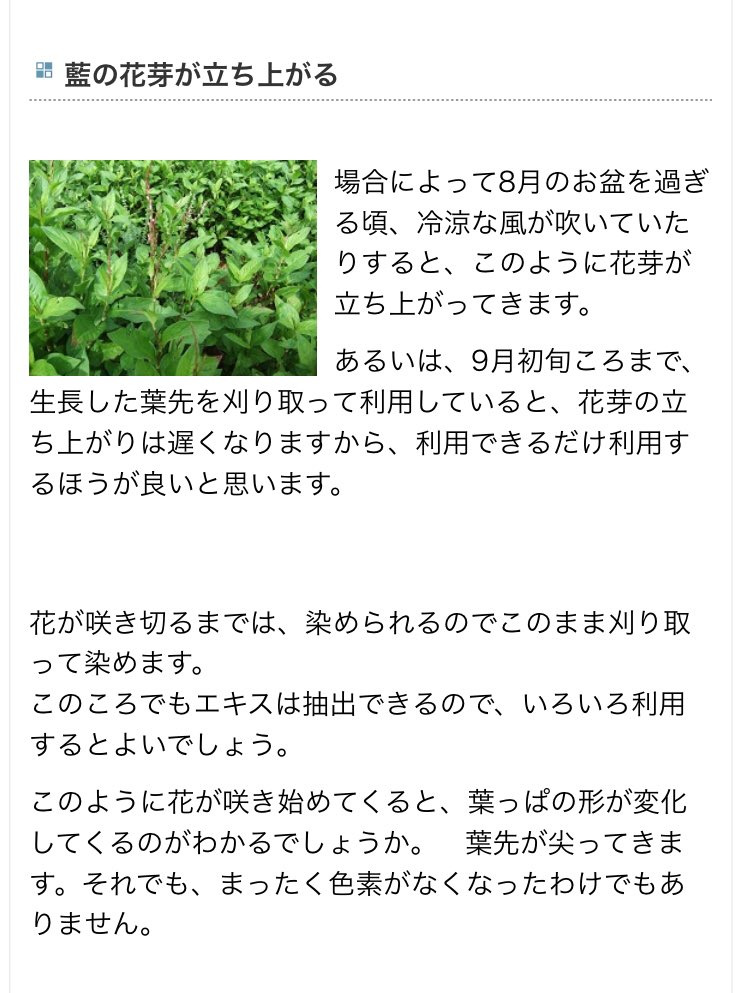 藍の花芽が立ち上がる
場合によって8月のお盆を過ぎ
る頃、冷涼な風が吹いていた
りすると、このように花芽が
立ち上がってきます。
あるいは、9月初旬ころまで、
生長した葉先を刈り取って利用していると、花芽の立
ち上がりは遅くなりますから、利用できるだけ利用す
るほうが良いと思います。
花が咲き切るまでは、染められるのでこのまま刈り取
って染めます。
このころでもエキスは抽出できるので、いろいろ利用
するとよいでしょう。
このように花が咲き始めてくると、葉っぱの形が変化
してくるのがわかるでしょうか。　葉先が尖ってきま
す。それでも、まったく色素がなくなったわけでもあ
りません。